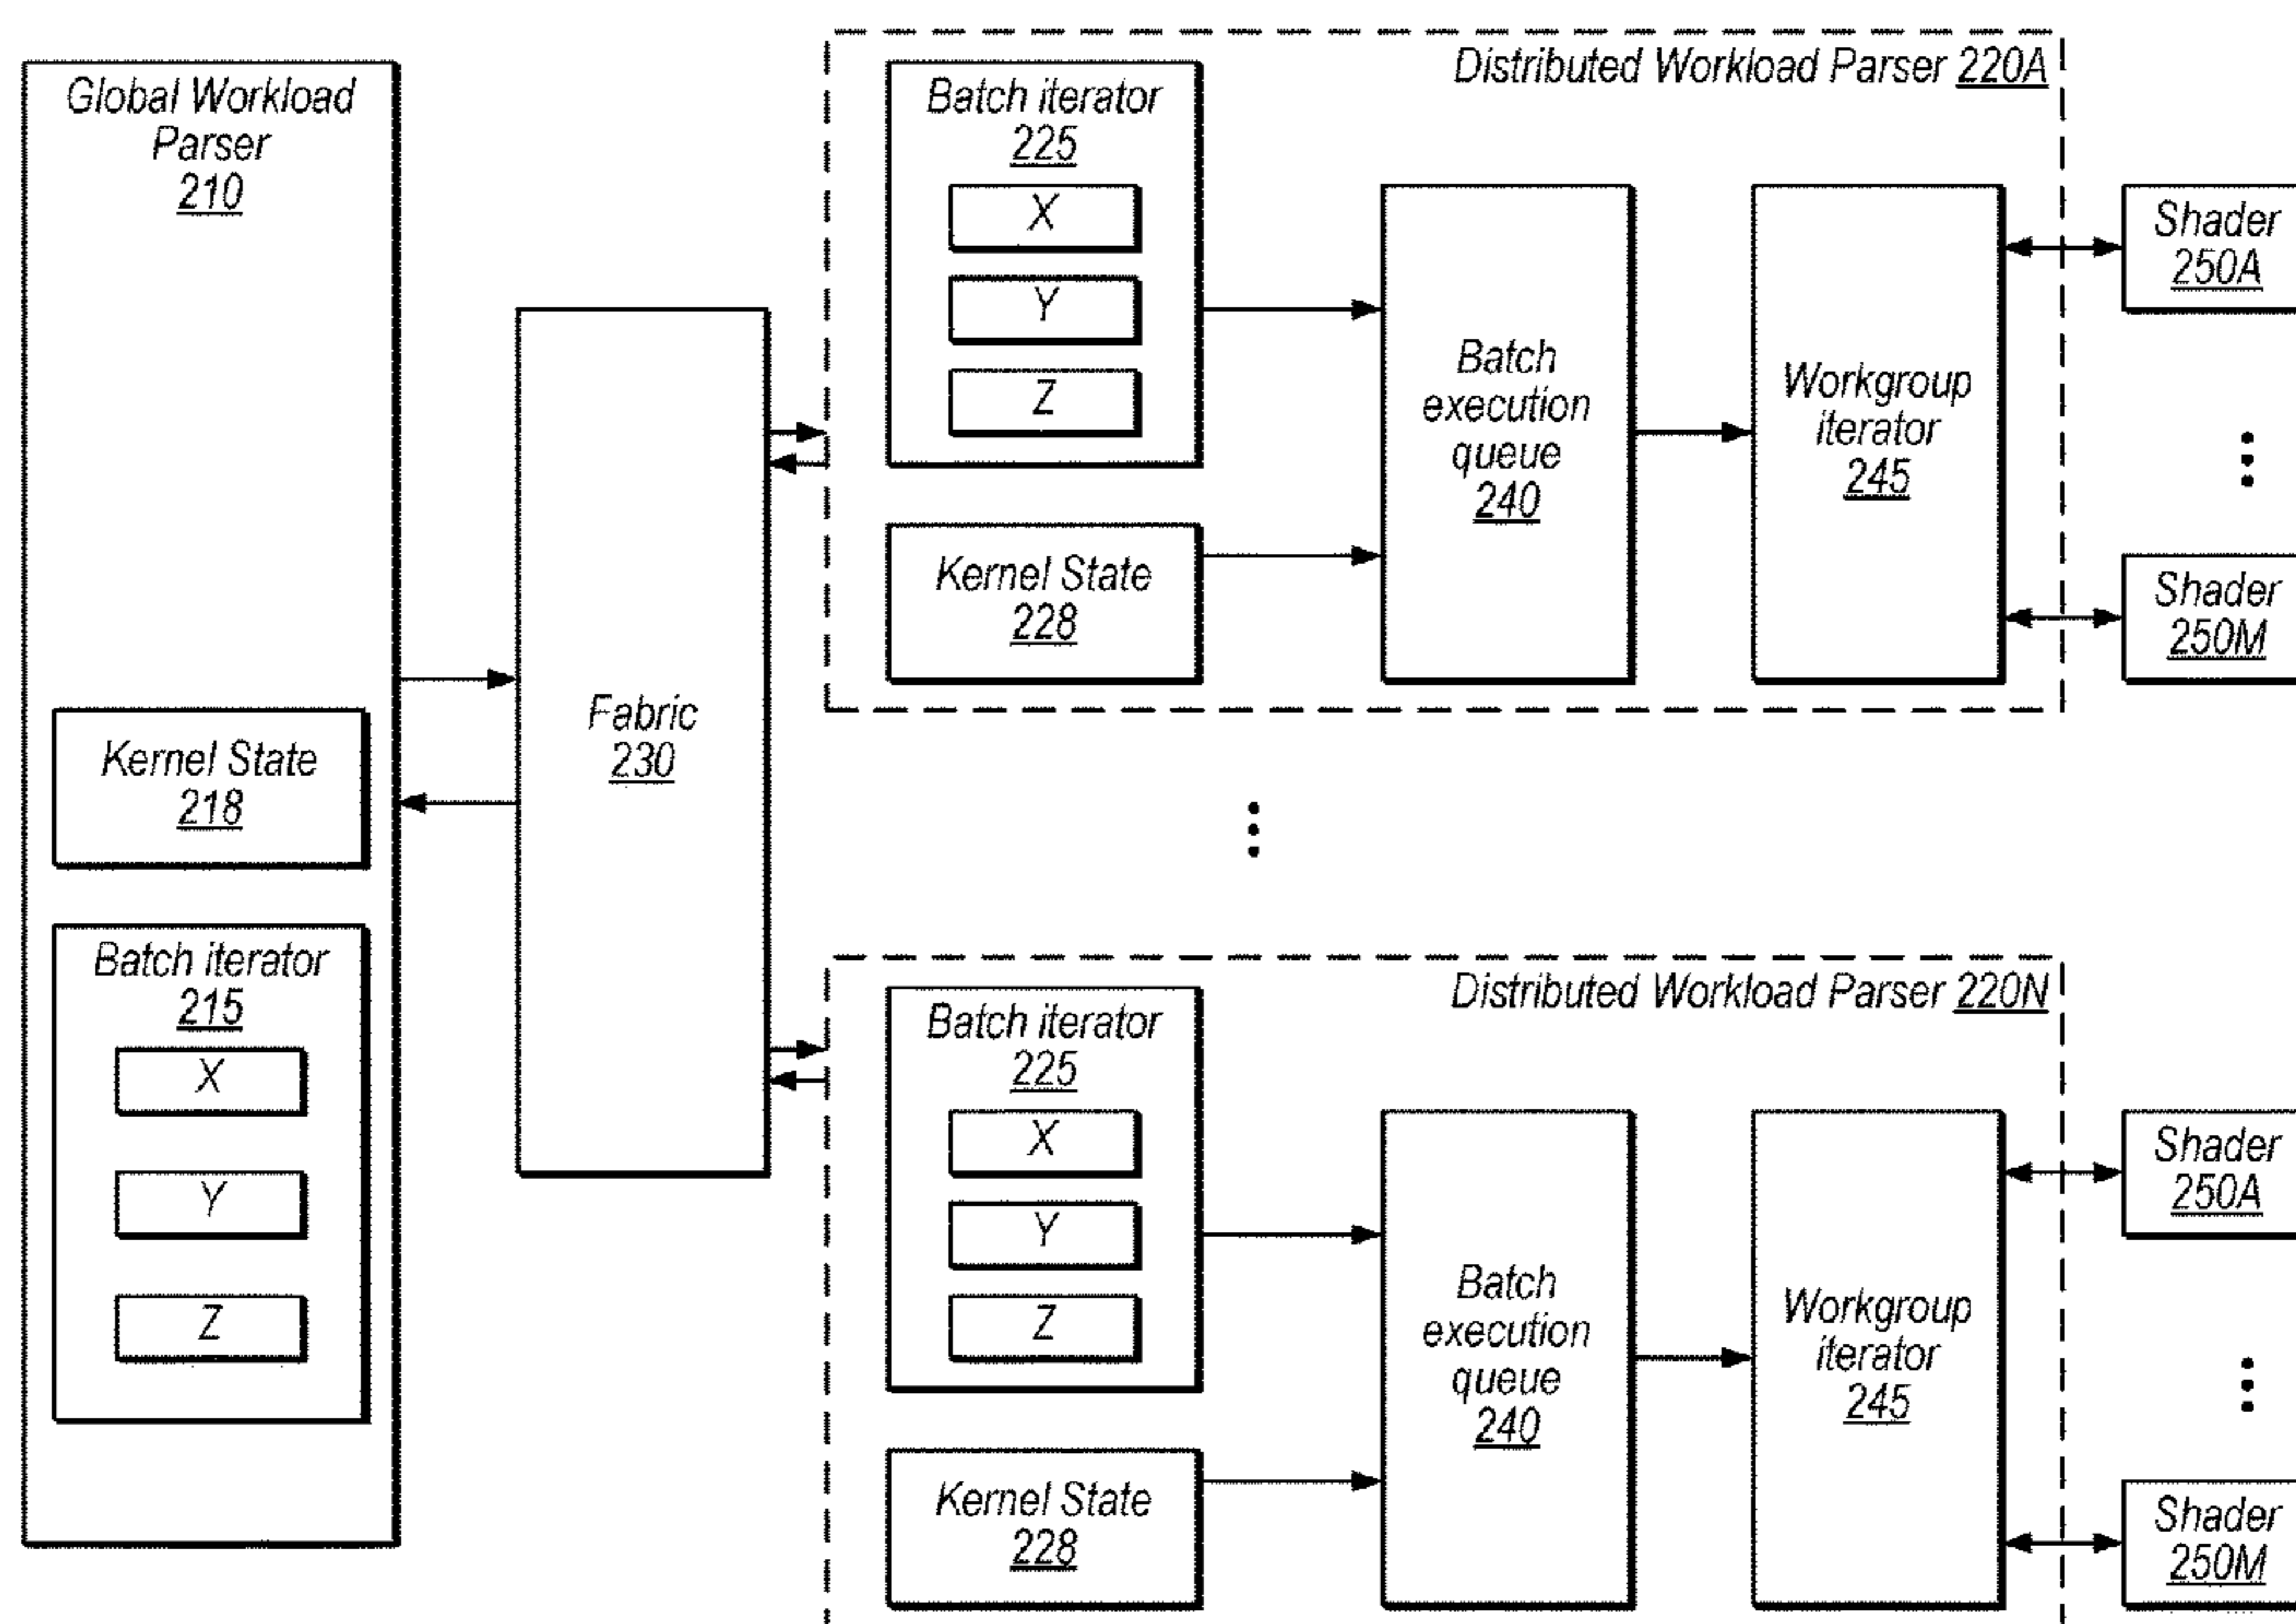 Global Workload
Parser
210
Kernel State
218
Batch iterator
215
X
Y
Z
Fabric
230
Distributed Workload Parser 220A
Batch iterator
225
X
Y
Z
Kernel State
228
Batch
execution
queue
240
Workgroup
iterator
245
Shader
250A
Shader
250M
Distributed Workload Parser 220N
Batch iterator
225
X
Y
Z
Kernel State
228
Batch
execution
queue
240
Workgroup
iterator
245
Shader
250A
Shader
250M